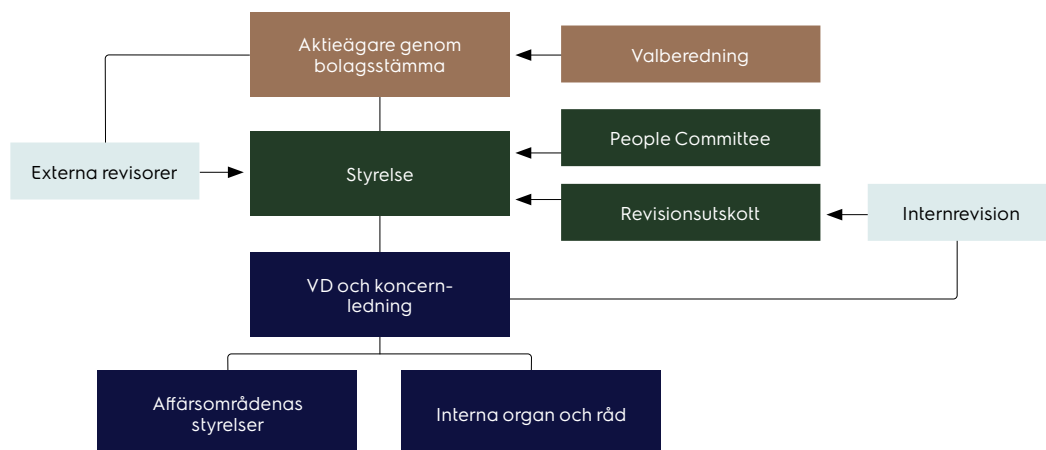 Aktieägare genom
bolagsstämma
Valberedning
People Committee
Externa revisorer
Styrelse
Revisionsutskott
Internrevision
VD och koncern-
ledning
Affärsområdenas
styrelser
Interna organ och råd